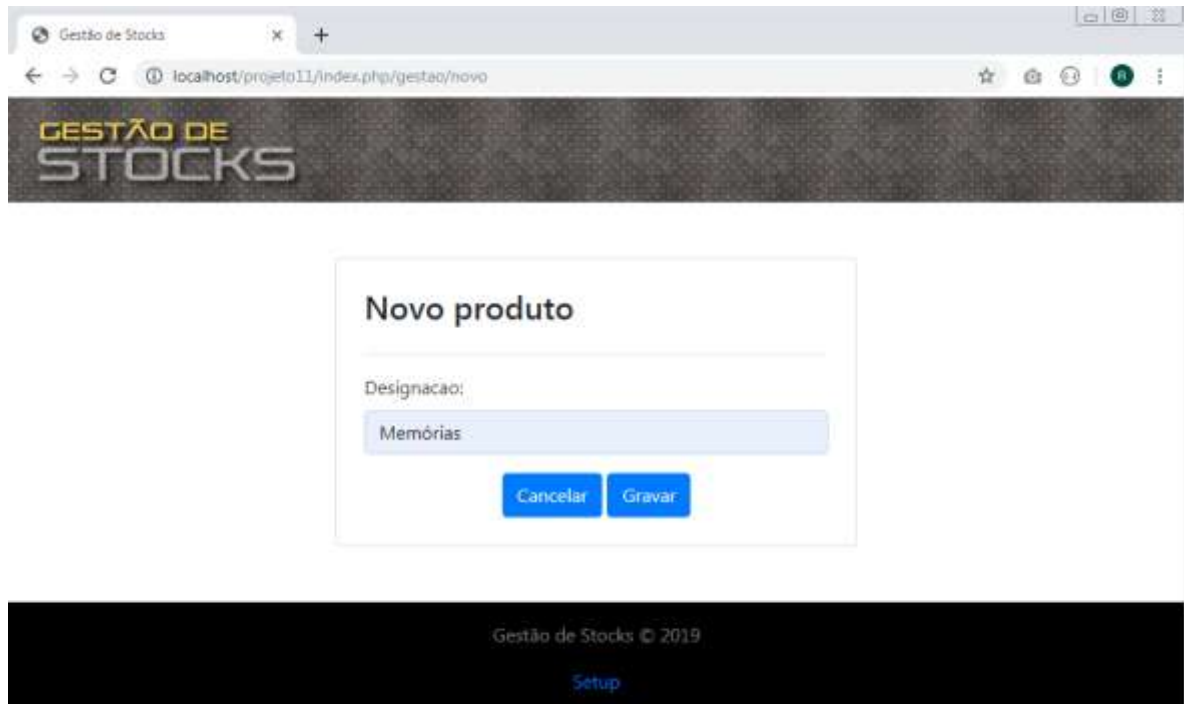 Gestão de Stocks
localhost/projeto11/index.php/gestao/novo
R
GESTÃO DE
STOCKS
Novo produto
Designacao:
Memórias
Cancelar Gravar
Gestão de Stocks © 2019
Setup